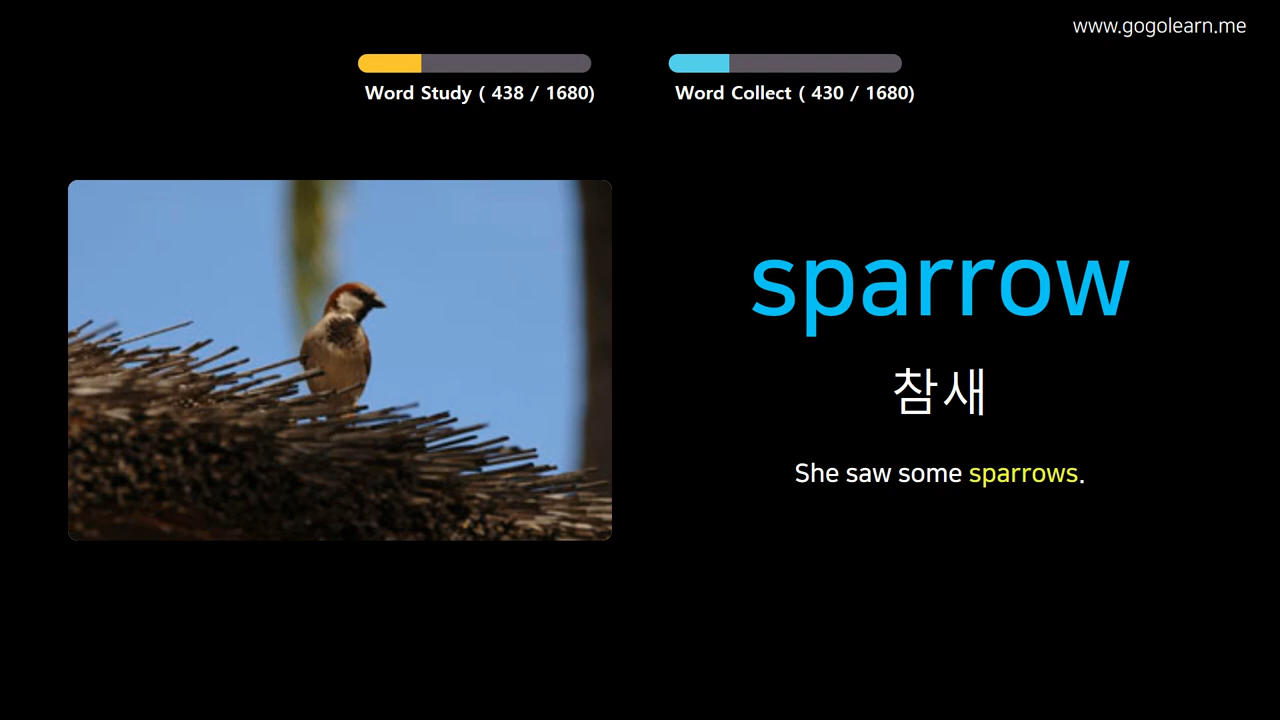 www.gogolearn.me
Word Study ( 438 / 1680)
Word Collect ( 430 / 1680)
sparrow
참새
She saw some sparrows.